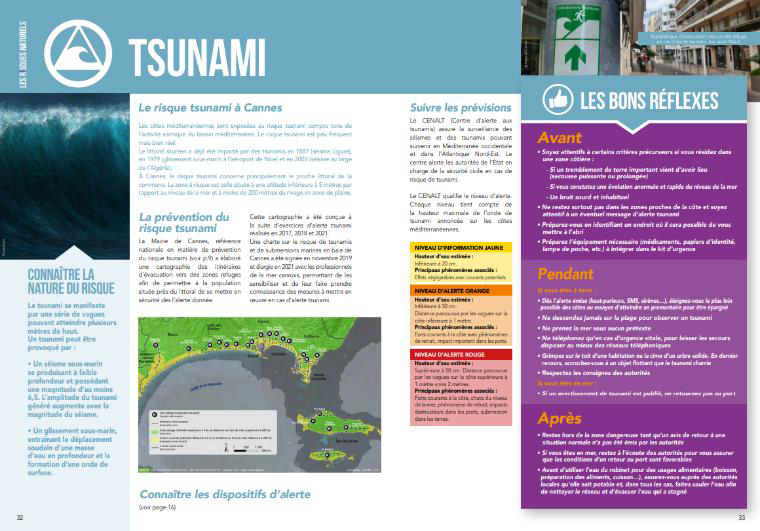 LES RISQUES NATURELS
TSUNAMI
CONNAÎTRE LA
NATURE DU RISQUE
Le tsunami se manifeste
par une série de vagues
pouvant atteindre plusieurs
mètres de haut.
Un tsunami peut être
provoqué par :
• Un séisme sous-marin
se produisant à faible
profondeur et possédant
une magnitude d'au moins
6,5. L'amplitude du tsunami
généré augmente avec la
magnitude du séisme.
• Un glissement sous-marin,
entraînant le déplacement
soudain d'une masse
d'eau en profondeur et la
formation d'une onde de
surface.
32
Le risque tsunami à Cannes
Les côtes méditerranéennes sont exposées au risque tsunami compte tenu de
l'activité sismique du bassin méditerranéen. Le risque tsunami est peu fréquent
mais bien réel.
Le littoral azuréen a déjà été impacté par des tsunamis en 1887 (séisme Ligure),
en 1979 (glissement sous-marin à l'aéroport de Nice) et en 2003 (séisme au large
de l'Algérie).
À Cannes, le risque tsunami concerne principalement le proche littoral de la
commune. La zone à risque est celle située à une altitude inférieure à 5 mètres par
rapport au niveau de la mer et à moins de 200 mètres du rivage en zone de plaine.
La prévention du
risque tsunami
La Mairie de Cannes, référence
nationale en matière de prévention
du risque tsunami (voir p.9) a élaboré
une cartographie des itinéraires
d'évacuation vers des zones refuges
afin de permettre à la population
située près du littoral de se mettre en
sécurité dès l'alerte donnée.
Cette cartographie a été conçue à
la suite d'exercices d'alerte tsunami
réalisés en 2017, 2018 et 2021.
Une charte sur le risque de tsunamis
et de submersions marines en baie de
Cannes a été signée en novembre 2019
et élargie en 2021 avec les professionnels
de la mer cannois, permettant de les
sensibiliser et de leur faire prendre
connaissance des mesures à mettre en
œuvre en cas d'alerte tsunami.
Connaître les dispositifs d'alerte
(voir page 16)
Suivre les prévisions
Le CENALT (Centre d'alerte aux
tsunamis) assure la surveillance des
séismes et des tsunamis pouvant
survenir en Méditerranée occidentale
et dans l'Atlantique Nord-Est. Le
centre alerte les autorités de l'État en
charge de la sécurité civile en cas de
risque de tsunami.
Le CENALT qualifie le niveau d'alerte.
Chaque niveau tient compte de
la hauteur maximale de l'onde de
tsunami annoncée sur les côtes
méditerranéennes.
NIVEAU D'INFORMATION JAUNE
Hauteur d'eau estimée :
Inférieure à 20 cm.
Principaux phénomènes associés :
Effets négligeables avec courants potentiels.
NIVEAU D'ALERTE ORANGE
Hauteur d'eau estimée :
Inférieure à 50 cm.
Distance parcourue par les vagues sur la
côte inférieure à 1 mètre.
Principaux phénomènes associés :
Forts courants à la côte avec phénomènes
de retrait, impact important dans les ports.
NIVEAU D'ALERTE ROUGE
Hauteur d'eau estimée :
Supérieure à 50 cm. Distance parcourue
par les vagues sur la côte supérieure à
1 mètre voire 2 mètres.
Principaux phénomènes associés :
Forts courants à la côte, chute du niveau
de la mer, phénomène de retrait, impacts
destructeurs dans les ports, submersion
dans les terres.
Signalétique d'évacuation vers un site refuge
en cas d'alerte tsunami, rue Jean Macé
LES BONS RÉFLEXES
Avant
• Soyez attentifs à certains critères précurseurs si vous résidez dans
une zone côtière :
- Si un tremblement de terre important vient d'avoir lieu
(secousse puissante ou prolongée)
- Si vous constatez une évolution anormale et rapide du niveau de la mer
- Un bruit sourd et inhabituel
• Ne restez surtout pas dans les zones proches de la côte et soyez
attentif à un éventuel message d'alerte tsunami
• Préparez-vous en identifiant un endroit où il sera possible de vous
mettre à l'abri
• Préparez l'équipement nécessaire (médicaments, papiers d'identité,
lampe de poche, etc.) à intégrer dans le kit d'urgence
Pendant
Si vous êtes à terre :
• Dès l'alerte émise (haut-parleurs, SMS, sirènes...), éloignez-vous le plus loin
possible des côtes ou essayez d'atteindre un promontoire pour être épargné
• Ne descendez jamais sur la plage pour observer un tsunami
• Ne prenez la mer sous aucun prétexte
• Ne téléphonez qu'en cas d'urgence vitale, pour laisser les secours
disposer au mieux des réseaux téléphoniques
• Grimpez sur le toit d'une habitation ou la cime d'un arbre solide. En dernier
recours, accrochez-vous à un objet flottant que le tsunami charrie
• Respectez les consignes des autorités
Si vous êtes en mer :
• Si un avertissement de tsunami est publié, ne retournez pas au port
Après
• Restez hors de la zone dangereuse tant qu'un avis de retour à une
situation normale n'a pas été émis par les autorités
• Si vous êtes en mer, restez à l'écoute des autorités pour vous assurer
que les conditions d'un retour au port sont favorables
• Avant d'utiliser l'eau du robinet pour des usages alimentaires (boisson,
préparation des aliments, cuisson...), assurez-vous auprès des autorités
locales qu'elle soit potable et, dans tous les cas, faites couler l'eau afin
de nettoyer le réseau et d'évacuer l'eau qui a stagné
33